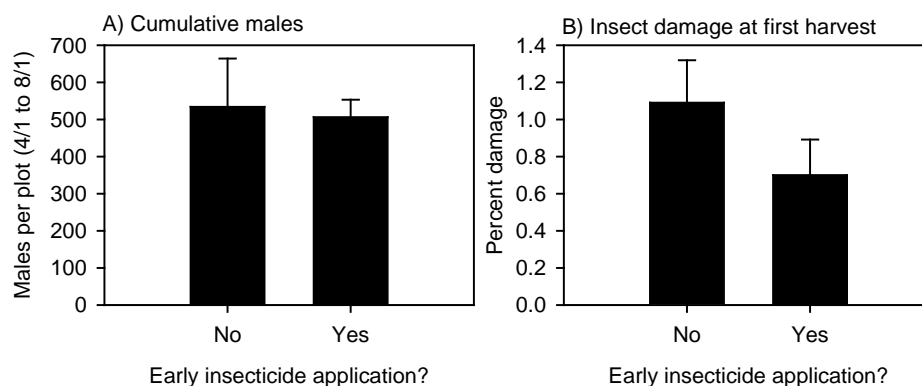 A) Cumulative males
Males per plot (4/1 to 8/1)
700
600
500
400
300
200
100
0
No Yes
Early insecticide application?
B) Insect damage at first harvest
Percent damage
1.4
1.2
1.0
0.8
0.6
0.4
0.2
0.0
No Yes
Early insecticide application?